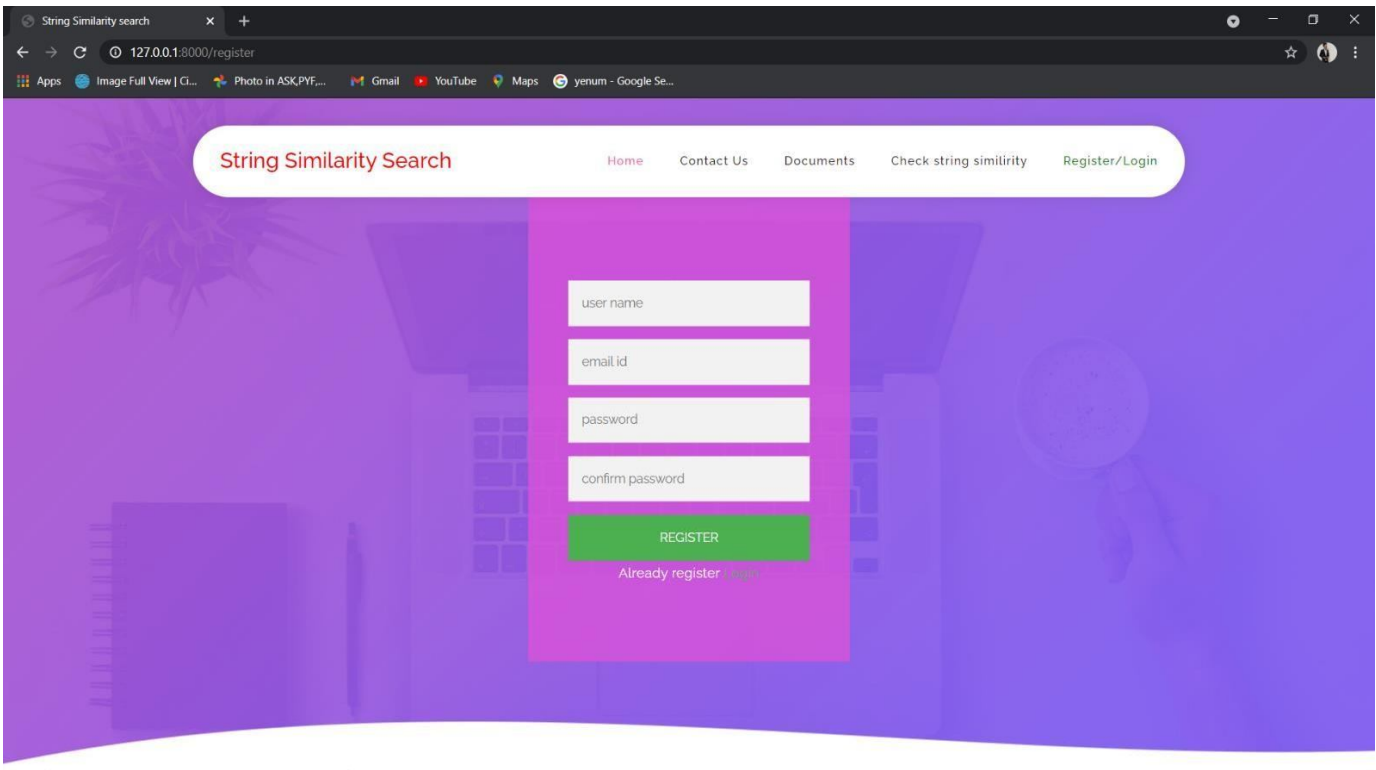 String Similarity search
127.0.0.1:8000/register
Apps Image Full View | Ci... Photo in ASK,PYF,... Gmail YouTube Maps yenum - Google Se...
String Similarity Search Home Contact Us Documents Check string similirity Register/Login
user name
email id
password
confirm password
REGISTER
Already register Login